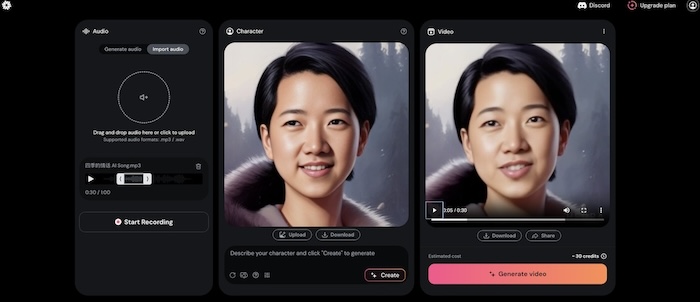 Discord
Upgrade plan
Audio
Generate audio
Import audio
Drag and drop audio here or click to upload
Supported audio formats: .mp3 / .wav
四季的情话 AI Song.mp3
0:30 / 1:00
Start Recording
Character
Upload
Download
Describe your character and click "Create" to generate
Create
Video
0:05 / 0:30
Download
Share
Estimated cost
~30 credits
Generate video